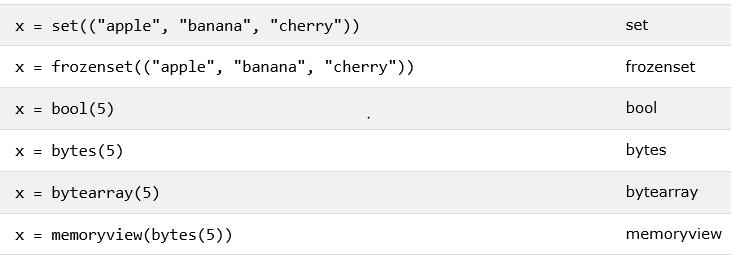 x = set(("apple", "banana", "cherry")) set
x = frozenset(("apple", "banana", "cherry")) frozenset
x = bool(5) bool
x = bytes(5) bytes
x = bytearray(5) bytearray
x = memoryview(bytes(5)) memoryview